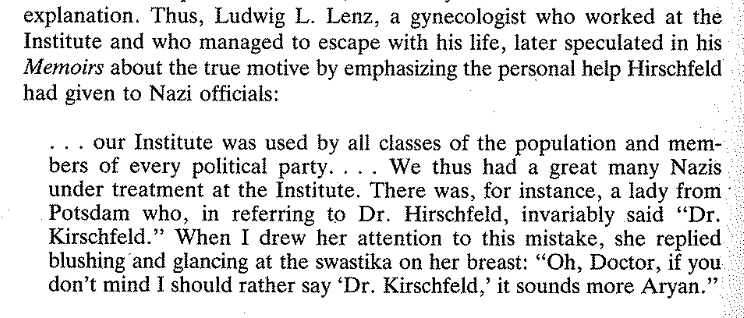 explanation. Thus, Ludwig L. Lenz, a gynecologist who worked at the
Institute and who managed to escape with his life, later speculated in his
Memoirs about the true motive by emphasizing the personal help Hirschfeld
had given to Nazi officials:
. . . our Institute was used by all classes of the population and mem-
bers of every political party. . . . We thus had a great many Nazis
under treatment at the Institute. There was, for instance, a lady from
Potsdam who, in referring to Dr. Hirschfeld, invariably said “Dr.
Kirschfeld.” When I drew her attention to this mistake, she replied
blushing and glancing at the swastika on her breast: “Oh, Doctor, if you
don’t mind I should rather say ‘Dr. Kirschfeld,’ it sounds more Aryan.”